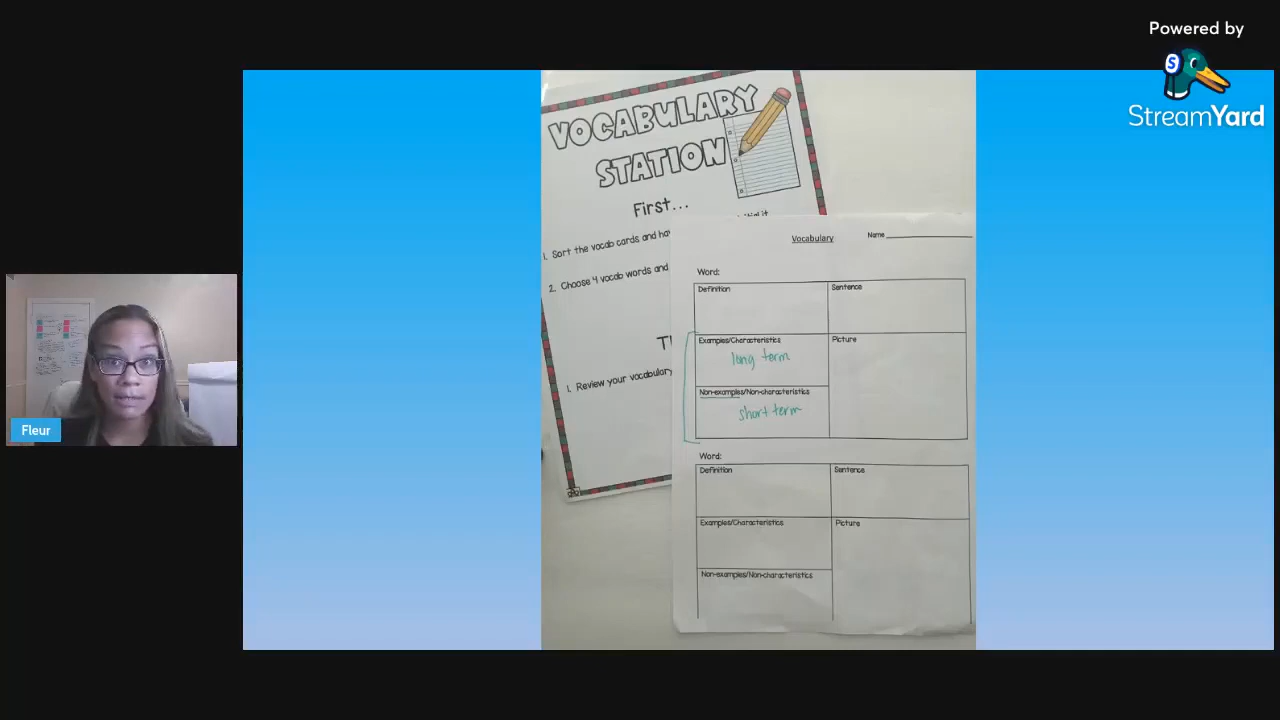 Powered by
StreamYard
Fleur
VOCABULARY
STATION
First...
1. Sort the vocab cards and
2. Choose 4 vocab words and
1. Review your vocabulary
Vocabulary
Name
Word:
Definition
Sentence
Examples/Characteristics
long term
Picture
Non-examples/Non-characteristics
short term
Word:
Definition
Sentence
Examples/Characteristics
Picture
Non-examples/Non-characteristics